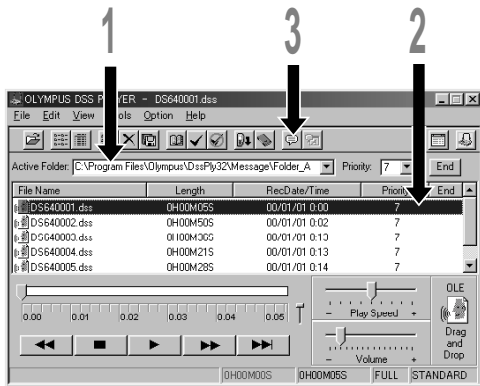 1 3 2
OLYMPUS DSS PLAYER - DS640001.dss
File Edit View Tools Option Help
Active Folder: C:\Program Files\Olympus\DssPly32\Message\Folder_A Priority: 7 End
File Name Length RecDate/Time Priority End
DS640001.dss 0H00M05S 00/01/01 0:00 7
DS640002.dss 0H00M50S 00/01/01 0:02 7
DS640003.dss 0H00M36S 00/01/01 0:13 7
DS640004.dss 0H00M21S 00/01/01 0:13 7
DS640005.dss 0H00M28S 00/01/01 0:14 7
0.00 0.01 0.02 0.03 0.04 0.05
- Play Speed +
- Volume +
OLE
Drag
and
Drop
0H00M00S 0H00M05S FULL STANDARD